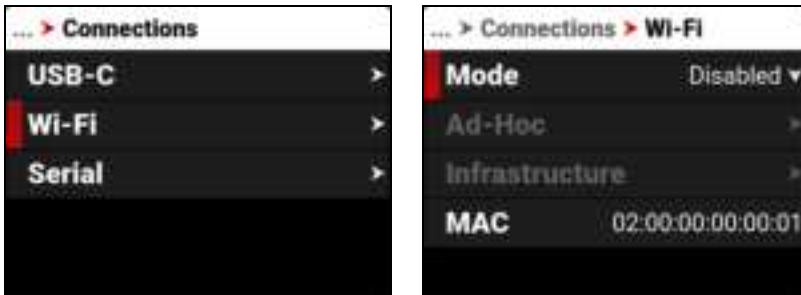 ... > Connections
USB-C >
Wi-Fi >
Serial >
... > Connections > Wi-Fi
Mode Disabled ▼
Ad-Hoc >
Infrastructure >
MAC 02:00:00:00:00:01